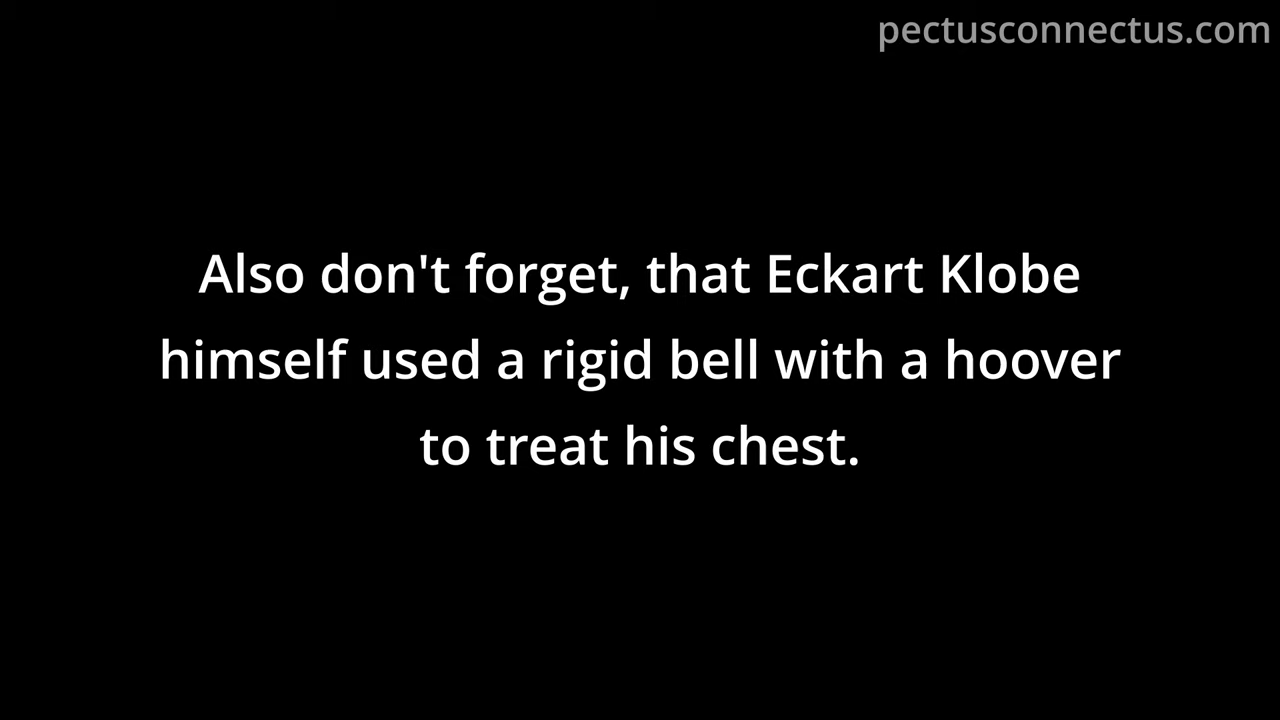 pectusconnectus.com
Also don't forget, that Eckart Klobe
himself used a rigid bell with a hoover
to treat his chest.